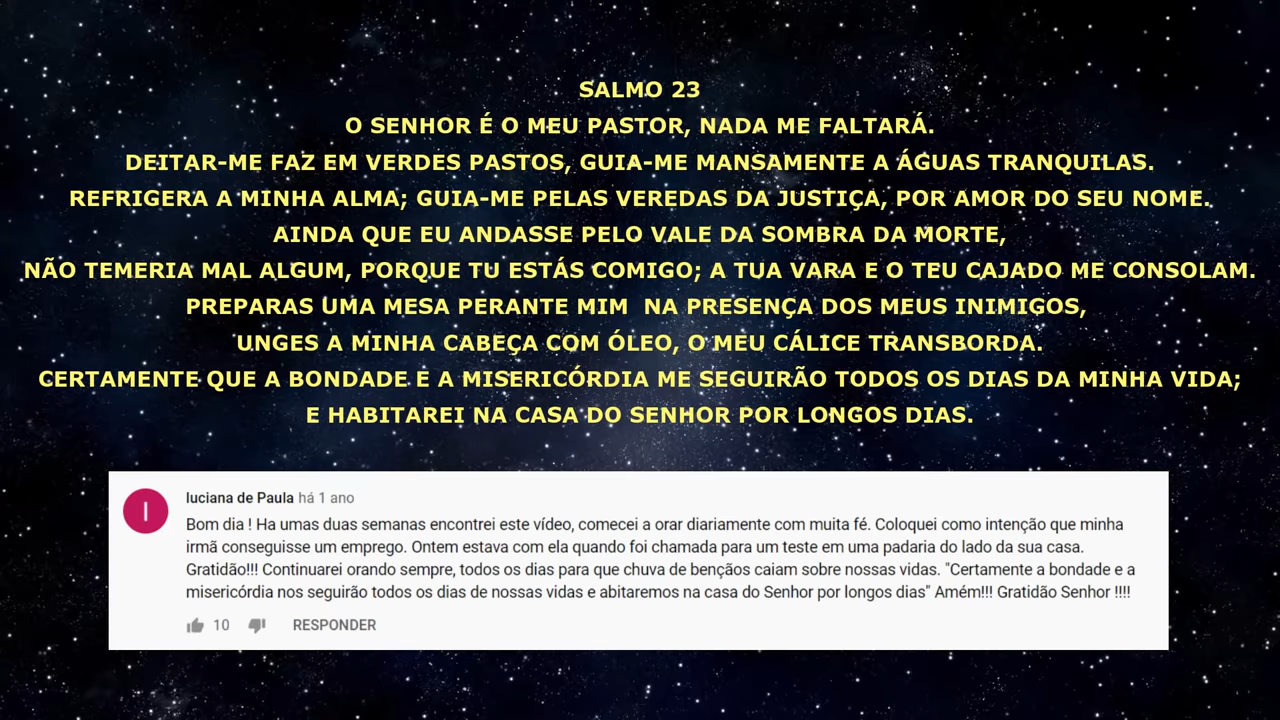 SALMO 23
O SENHOR É O MEU PASTOR, NADA ME FALTARÁ.
DEITAR-ME FAZ EM VERDES PASTOS, GUIA-ME MANSAMENTE A ÁGUAS TRANQUILAS.
REFRIGERA A MINHA ALMA; GUIA-ME PELAS VEREDAS DA JUSTIÇA, POR AMOR DO SEU NOME.
AINDA QUE EU ANDASSE PELO VALE DA SOMBRA DA MORTE,
NÃO TEMERIA MAL ALGUM, PORQUE TU ESTÁS COMIGO; A TUA VARA E O TEU CAJADO ME CONSOLAM.
PREPARAS UMA MESA PERANTE MIM  NA PRESENÇA DOS MEUS INIMIGOS,
UNGES A MINHA CABEÇA COM ÓLEO, O MEU CÁLICE TRANSBORDA.
CERTAMENTE QUE A BONDADE E A MISERICÓRDIA ME SEGUIRÃO TODOS OS DIAS DA MINHA VIDA;
E HABITAREI NA CASA DO SENHOR POR LONGOS DIAS.
l
luciana de Paula há 1 ano
Bom dia ! Ha umas duas semanas encontrei este vídeo, comecei a orar diariamente com muita fé. Coloquei como intenção que minha
irmã conseguisse um emprego. Ontem estava com ela quando foi chamada para um teste em uma padaria do lado da sua casa.
Gratidão!!! Continuarei orando sempre, todos os dias para que chuva de bençãos caiam sobre nossas vidas. "Certamente a bondade e a
misericórdia nos seguirão todos os dias de nossas vidas e abitaremos na casa do Senhor por longos dias" Amém!!! Gratidão Senhor !!!!
10 RESPONDER